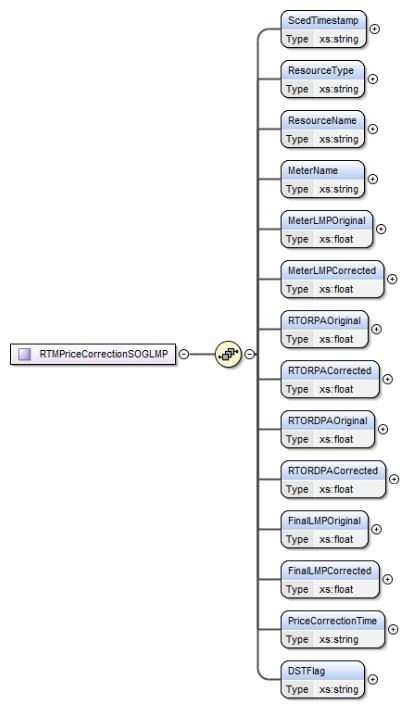 ScedTimestamp
Type xs:string
ResourceType
Type xs:string
ResourceName
Type xs:string
MeterName
Type xs:string
MeterLMPOriginal
Type xs:float
MeterLMPCorrected
Type xs:float
RTORPAOriginal
Type xs:float
RTMPriceCorrectionSOGLMP
RTORPACorrected
Type xs:float
RTORDPAOriginal
Type xs:float
RTORDPACorrected
Type xs:float
FinalLMPOriginal
Type xs:float
FinalLMPCorrected
Type xs:float
PriceCorrectionTime
Type xs:string
DSTFlag
Type xs:string